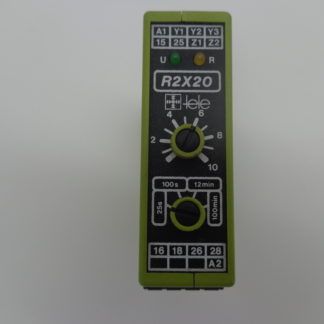 A1 Y1 Y2 Y3
15 25 Z1 Z2
U R
R2X20
tele
4 6
2 8
10
100s 12min
25s 100min
16 18 26 28
A2